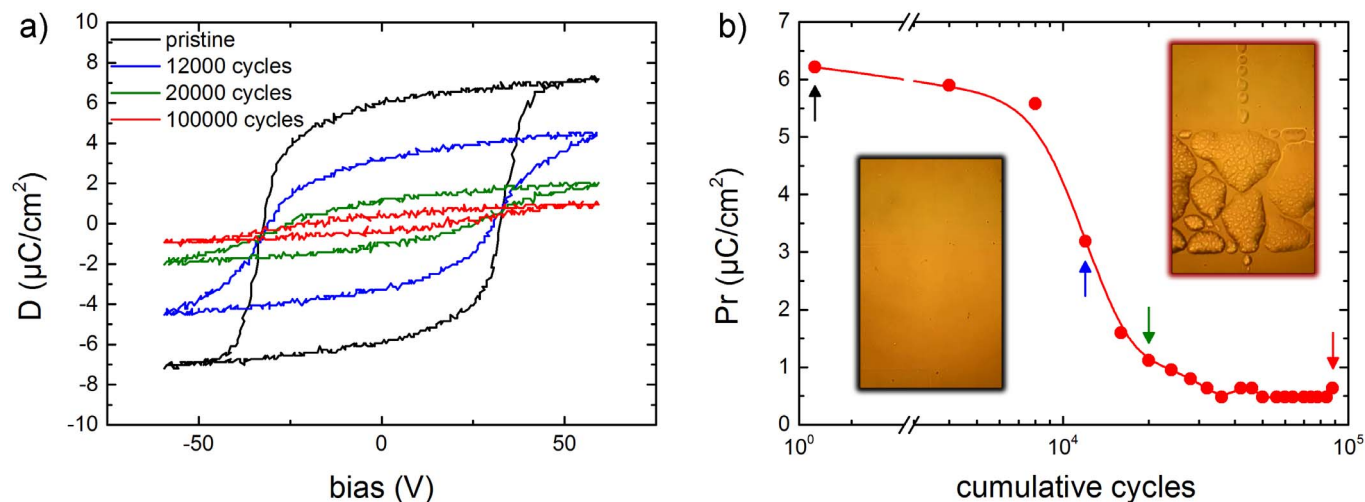 a)
pristine
12000 cycles
20000 cycles
100000 cycles
10
8
6
4
2
0
-2
-4
-6
-8
-10
D (µC/cm²)
-50
0
50
bias (V)
b)
7
6
5
4
3
2
1
0
Pr (µC/cm²)
10⁰
10⁴
10⁵
cumulative cycles